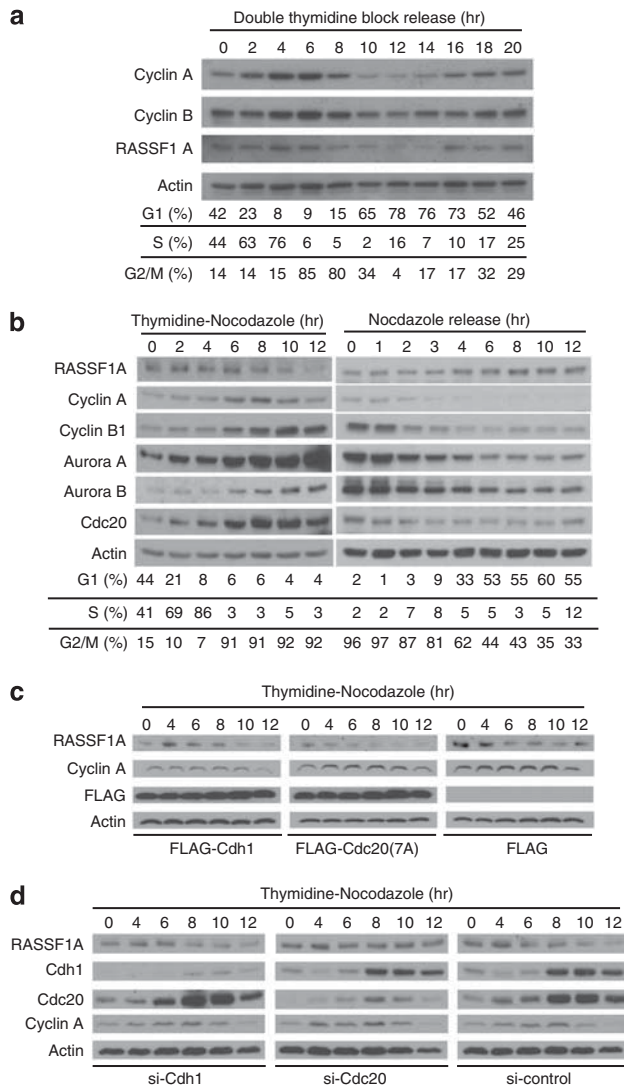 a
Double thymidine block release (hr)
0 2 4 6 8 10 12 14 16 18 20
Cyclin A
Cyclin B
RASSF1 A
Actin
G1 (%) 42 23 8 9 15 65 78 76 73 52 46
S (%) 44 63 76 6 5 2 16 7 10 17 25
G2/M (%) 14 14 15 85 80 34 4 17 17 32 29
b
Thymidine-Nocodazole (hr) Nocdazole release (hr)
0 2 4 6 8 10 12 0 1 2 3 4 6 8 10 12
RASSF1A
Cyclin A
Cyclin B1
Aurora A
Aurora B
Cdc20
Actin
G1 (%) 44 21 8 6 6 4 4 2 1 3 9 33 53 55 60 55
S (%) 41 69 86 3 3 5 3 2 2 7 8 5 5 3 5 12
G2/M (%) 15 10 7 91 91 92 92 96 97 87 81 62 44 43 35 33
c
Thymidine-Nocodazole (hr)
0 4 6 8 10 12 0 4 6 8 10 12 0 4 6 8 10 12
RASSF1A
Cyclin A
FLAG
Actin
FLAG-Cdh1 FLAG-Cdc20(7A) FLAG
d
Thymidine-Nocodazole (hr)
0 4 6 8 10 12 0 4 6 8 10 12 0 4 6 8 10 12
RASSF1A
Cdh1
Cdc20
Cyclin A
Actin
si-Cdh1 si-Cdc20 si-control